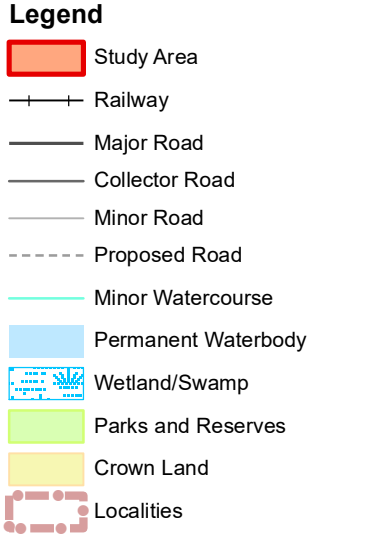 Legend
Study Area
Railway
Major Road
Collector Road
Minor Road
Proposed Road
Minor Watercourse
Permanent Waterbody
Wetland/Swamp
Parks and Reserves
Crown Land
Localities